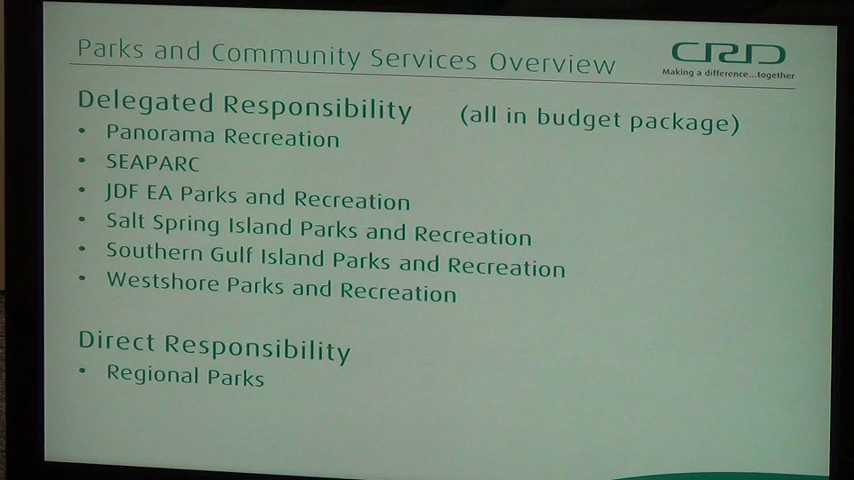 Parks and Community Services Overview
CRD
Making a difference...together
Delegated Responsibility (all in budget package)
• Panorama Recreation
• SEAPARC
• JDF EA Parks and Recreation
• Salt Spring Island Parks and Recreation
• Southern Gulf Island Parks and Recreation
• Westshore Parks and Recreation
Direct Responsibility
• Regional Parks